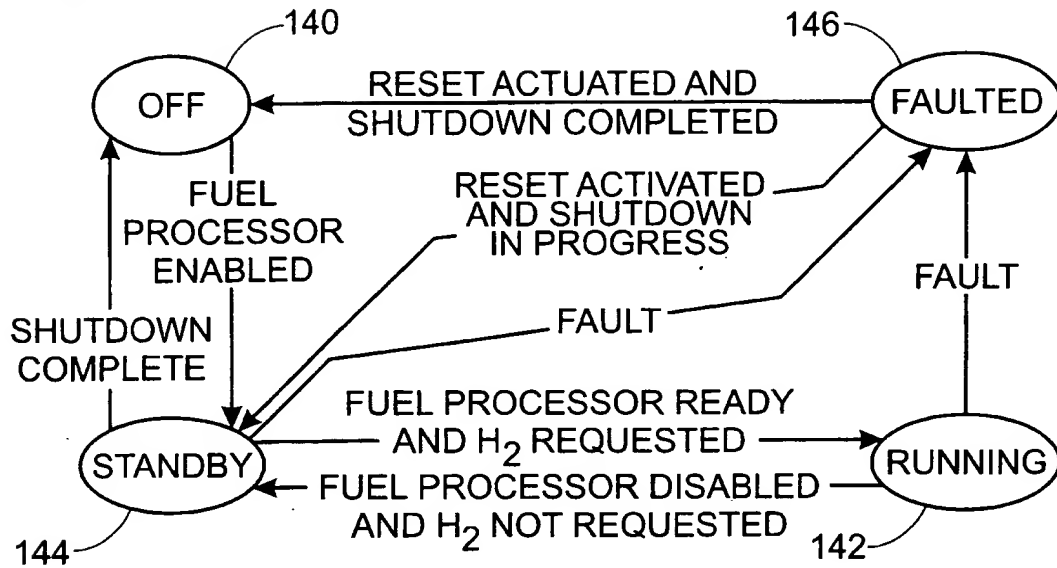 140
146
OFF
RESET ACTUATED AND
SHUTDOWN COMPLETED
FAULTED
FUEL
PROCESSOR
ENABLED
RESET ACTIVATED
AND SHUTDOWN
IN PROGRESS
FAULT
SHUTDOWN
COMPLETE
FAULT
FUEL PROCESSOR READY
AND H2 REQUESTED
STANDBY
RUNNING
FUEL PROCESSOR DISABLED
AND H2 NOT REQUESTED
144
142